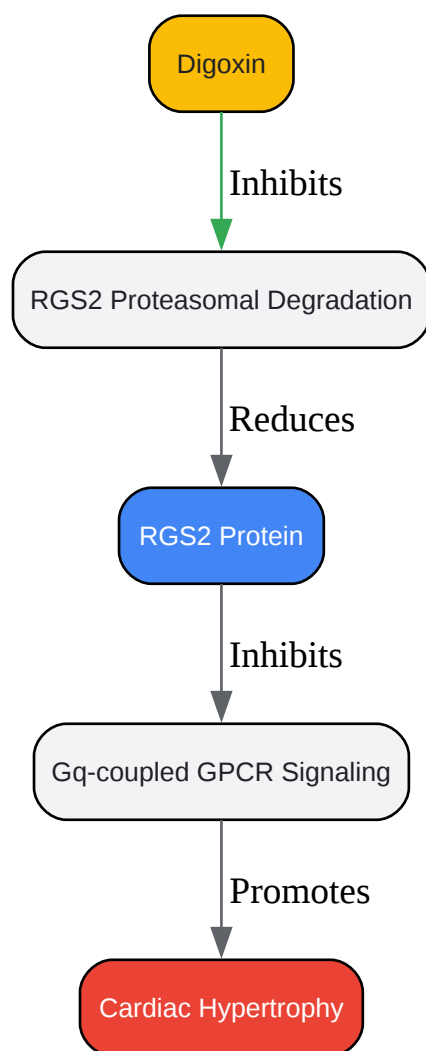 Digoxin
Inhibits
RGS2 Proteasomal Degradation
Reduces
RGS2 Protein
Inhibits
Gq-coupled GPCR Signaling
Promotes
Cardiac Hypertrophy